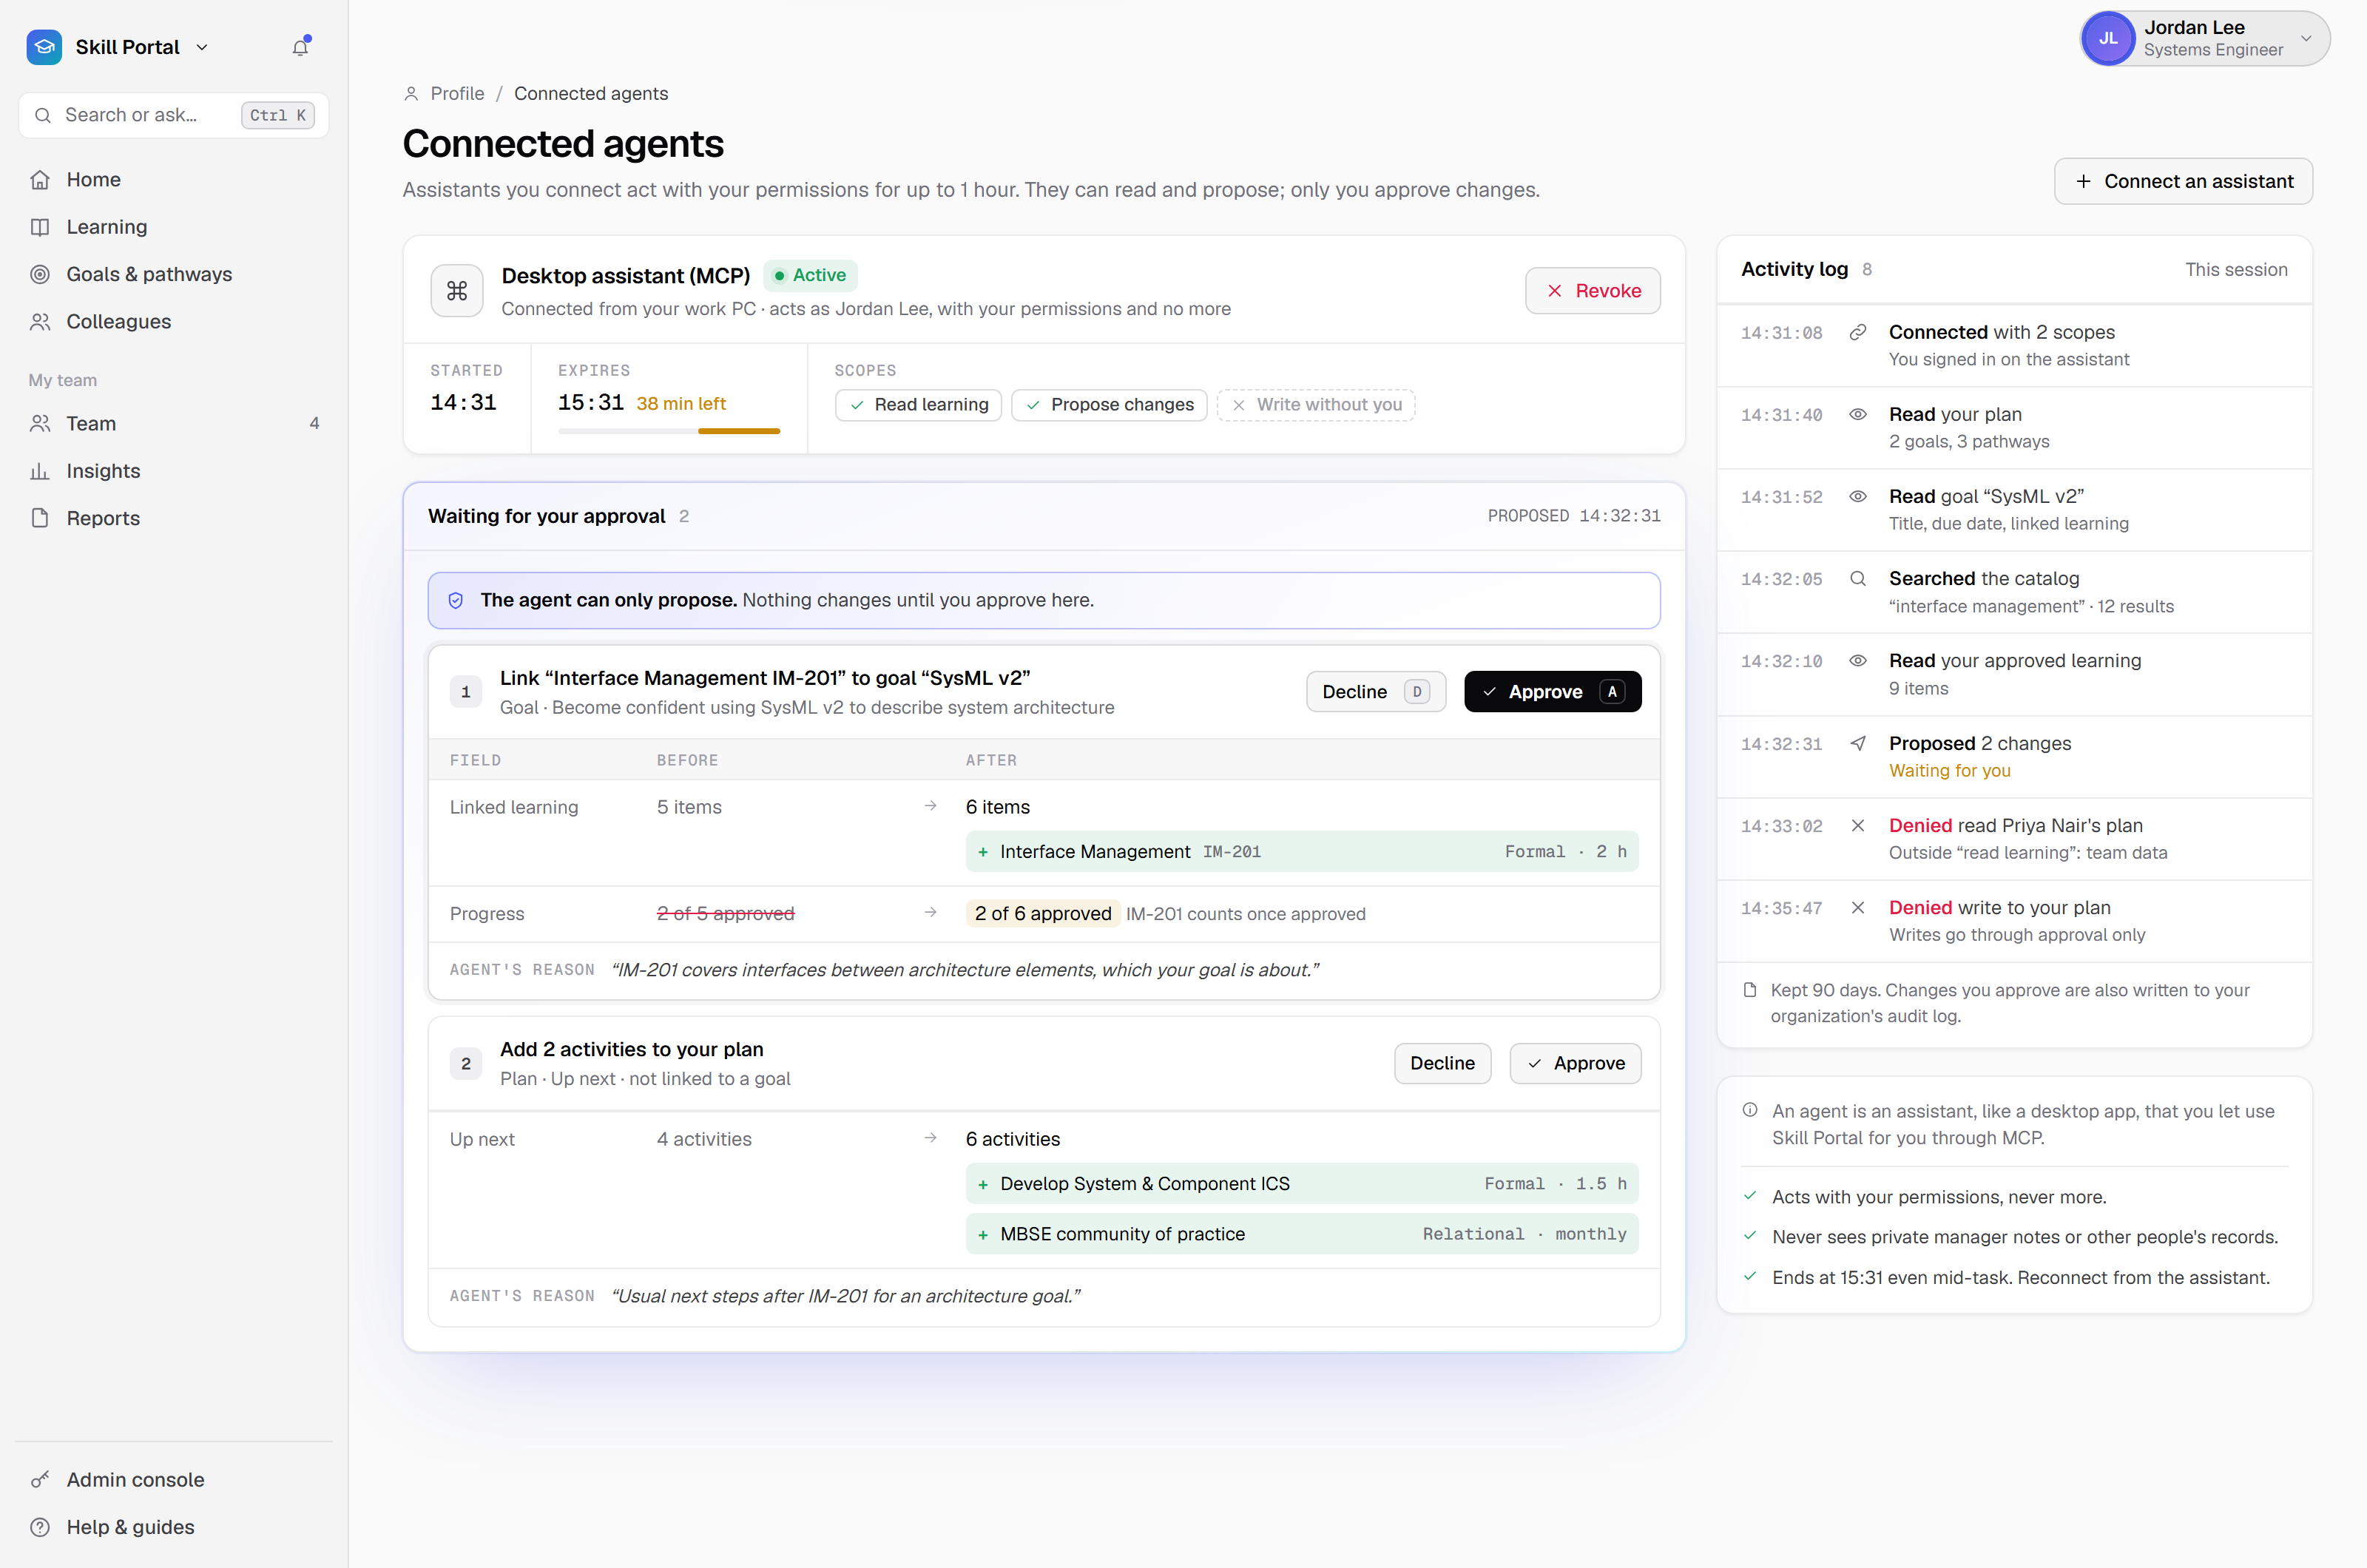 Skill Portal
Search or ask... Ctrl K
Home
Learning
Goals & pathways
Colleagues
My team
Team 4
Insights
Reports
Admin console
Help & guides
JL
Jordan Lee
Systems Engineer
Profile / Connected agents
Connected agents
Assistants you connect act with your permissions for up to 1 hour. They can read and propose; only you approve changes.
+ Connect an assistant
Desktop assistant (MCP) Active
Connected from your work PC · acts as Jordan Lee, with your permissions and no more
Revoke
STARTED
14:31
EXPIRES
15:31 38 min left
SCOPES
Read learning Propose changes Write without you
Waiting for your approval 2
PROPOSED 14:32:31
The agent can only propose. Nothing changes until you approve here.
1
Link “Interface Management IM-201” to goal “SysML v2”
Goal · Become confident using SysML v2 to describe system architecture
Decline D
Approve A
FIELD BEFORE AFTER
Linked learning 5 items → 6 items
+ Interface Management IM-201 Formal · 2 h
Progress 2 of 5 approved → 2 of 6 approved IM-201 counts once approved
AGENT'S REASON “IM-201 covers interfaces between architecture elements, which your goal is about.”
2
Add 2 activities to your plan
Plan · Up next · not linked to a goal
Decline
Approve
Up next 4 activities → 6 activities
+ Develop System & Component ICS Formal · 1.5 h
+ MBSE community of practice Relational · monthly
AGENT'S REASON “Usual next steps after IM-201 for an architecture goal.”
Activity log 8
This session
14:31:08 Connected with 2 scopes
You signed in on the assistant
14:31:40 Read your plan
2 goals, 3 pathways
14:31:52 Read goal “SysML v2”
Title, due date, linked learning
14:32:05 Searched the catalog
“interface management” · 12 results
14:32:10 Read your approved learning
9 items
14:32:31 Proposed 2 changes
Waiting for you
14:33:02 Denied read Priya Nair's plan
Outside “read learning”: team data
14:35:47 Denied write to your plan
Writes go through approval only
Kept 90 days. Changes you approve are also written to your
organization's audit log.
An agent is an assistant, like a desktop app, that you let use
Skill Portal for you through MCP.
Acts with your permissions, never more.
Never sees private manager notes or other people's records.
Ends at 15:31 even mid-task. Reconnect from the assistant.